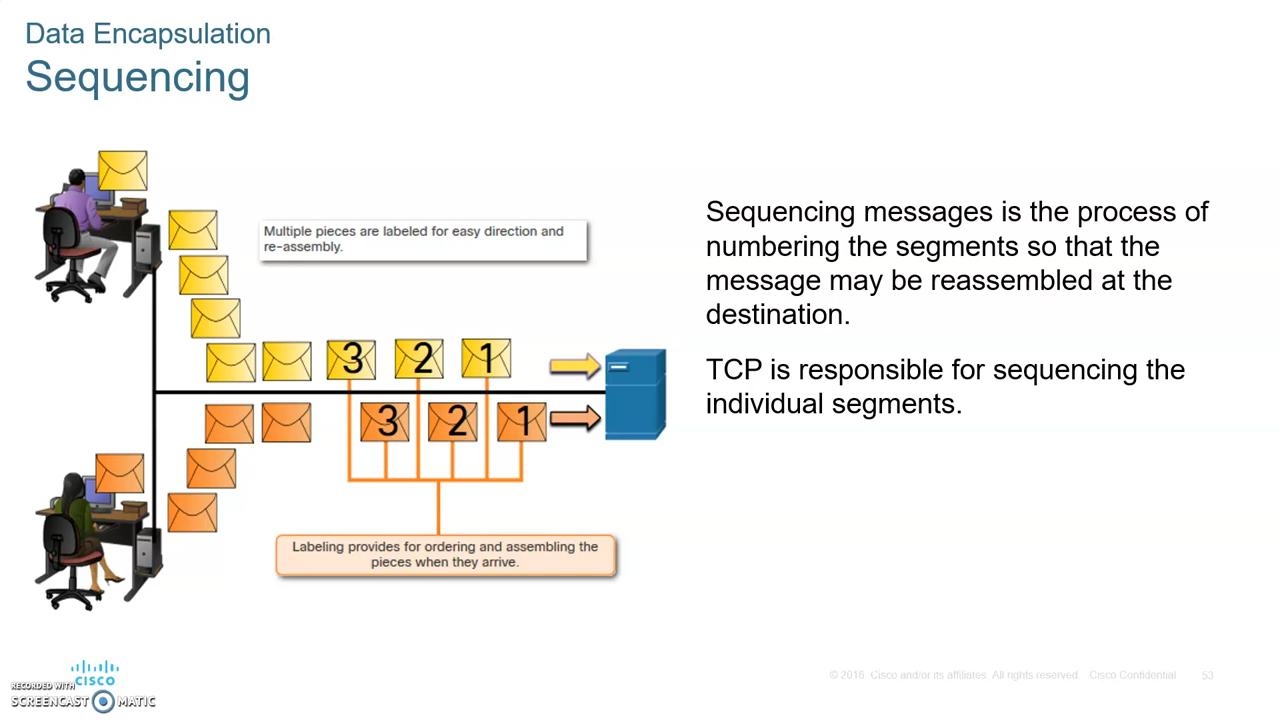 Data Encapsulation
Sequencing
Multiple pieces are labeled for easy direction and
re-assembly.
3 2 1
3 2 1
Labeling provides for ordering and assembling the
pieces when they arrive.
Sequencing messages is the process of
numbering the segments so that the
message may be reassembled at the
destination.
TCP is responsible for sequencing the
individual segments.
CISCO
RECORDED WITH
SCREENCAST MATIC
© 2016 Cisco and/or its affiliates. All rights reserved. Cisco Confidential 53